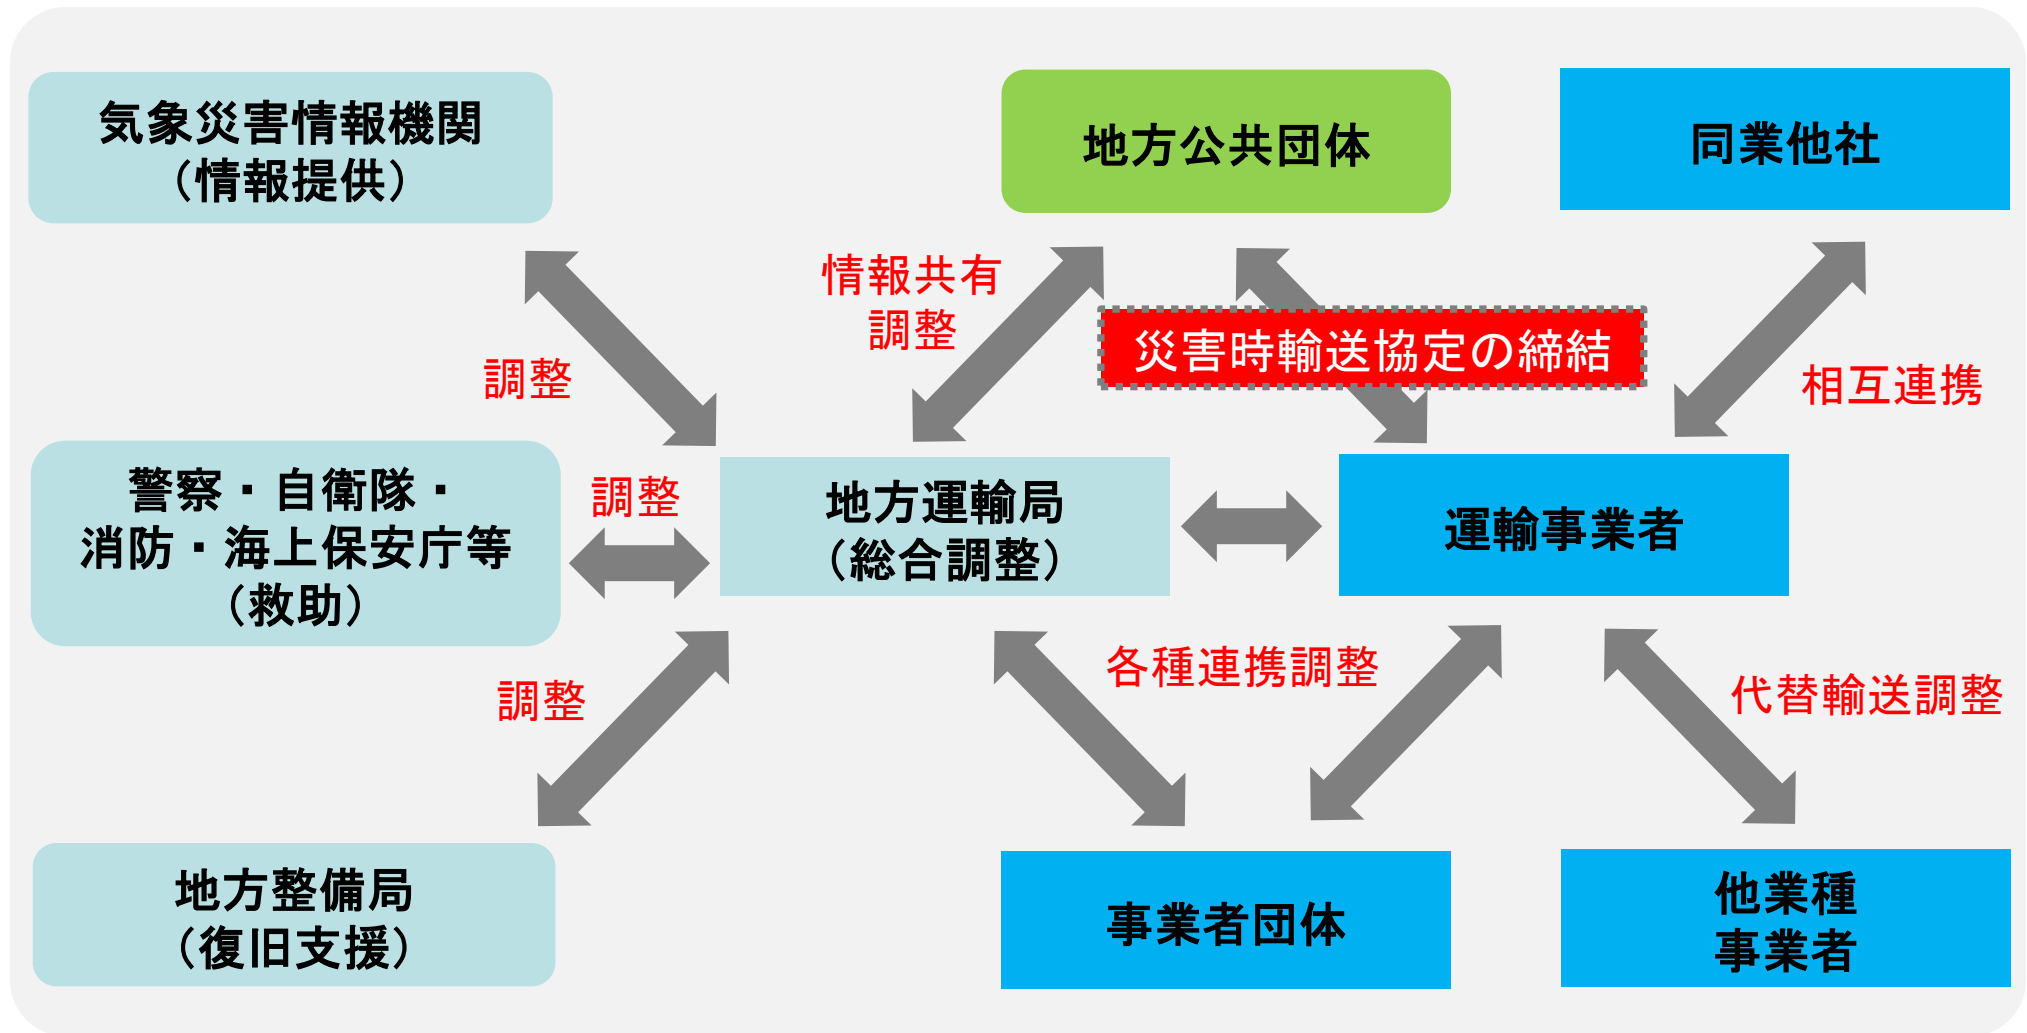 気象災害情報機関
（情報提供）
地方公共団体
同業他社
情報共有
調整
災害時輸送協定の締結
調整
相互連携
警察・自衛隊・
消防・海上保安庁等
（救助）
調整
地方運輸局
（総合調整）
運輸事業者
調整
各種連携調整
代替輸送調整
地方整備局
（復旧支援）
事業者団体
他業種
事業者